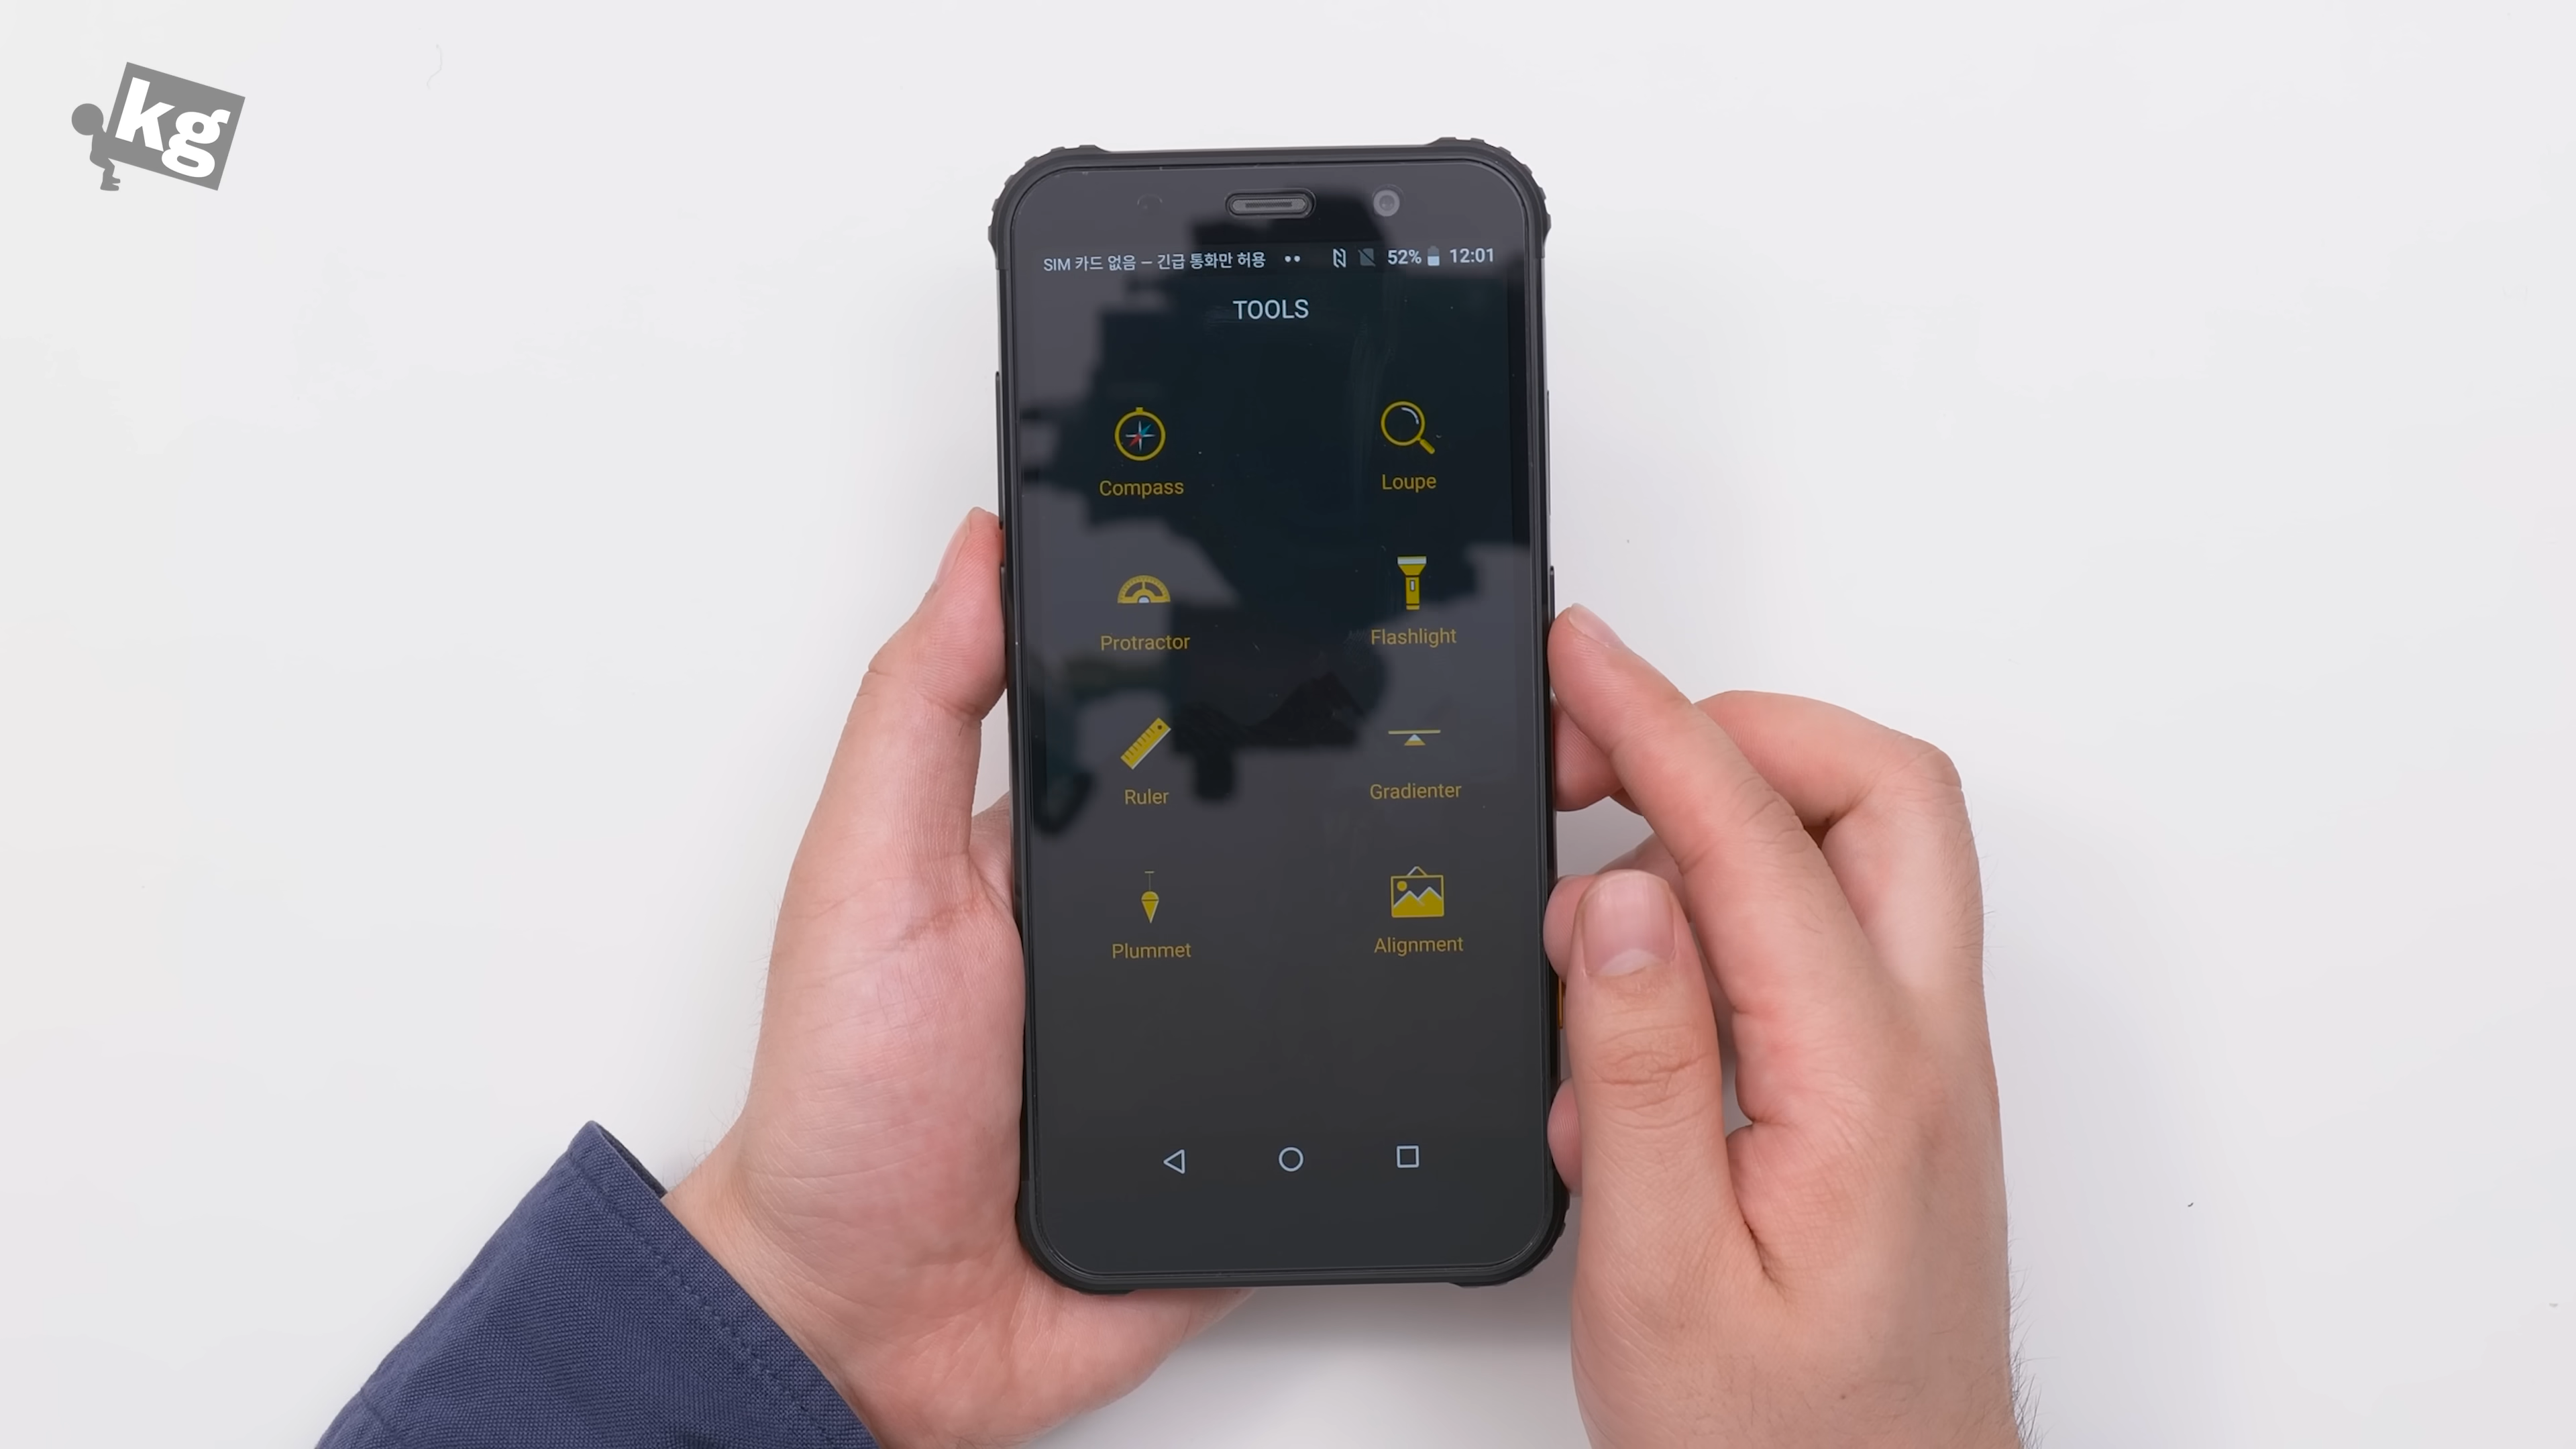 kg
SIM 카드 없음 – 긴급 통화만 허용 •• 52% 12:01
TOOLS
Compass
Loupe
Protractor
Flashlight
Ruler
Gradienter
Plummet
Alignment